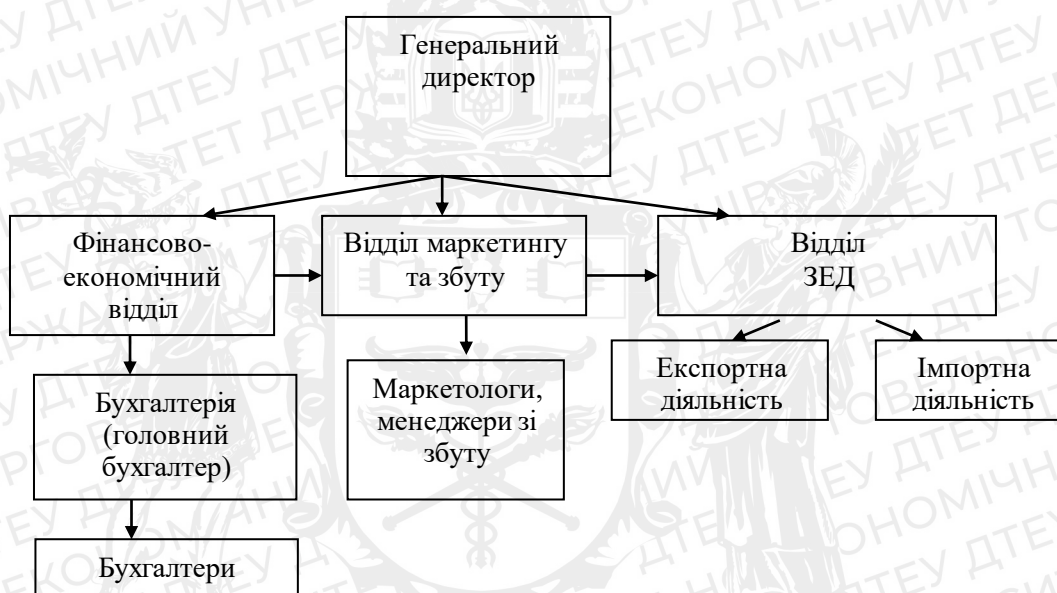 Генеральний
директор
Фінансово-
економічний
відділ
Відділ маркетингу
та збуту
Відділ
ЗЕД
Експортна
діяльність
Імпортна
діяльність
Бухгалтерія
(головний
бухгалтер)
Маркетологи,
менеджери зі
збуту
Бухгалтери